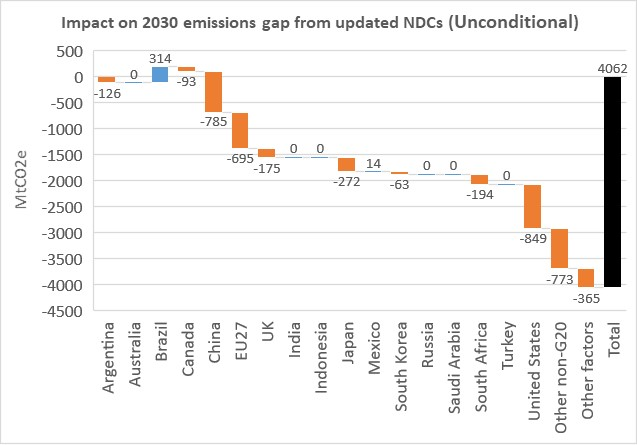 Impact on 2030 emissions gap from updated NDCs (Unconditional)
MtCO2e
500
0
-500
-1000
-1500
-2000
-2500
-3000
-3500
-4000
-4500
-126
0
314
-93
-785
-695
-175
0
0
-272
14
-63
0
0
-194
0
-849
-773
-365
4062
Argentina
Australia
Brazil
Canada
China
EU27
UK
India
Indonesia
Japan
Mexico
South Korea
Russia
Saudi Arabia
South Africa
Turkey
United States
Other non-G20
Other factors
Total